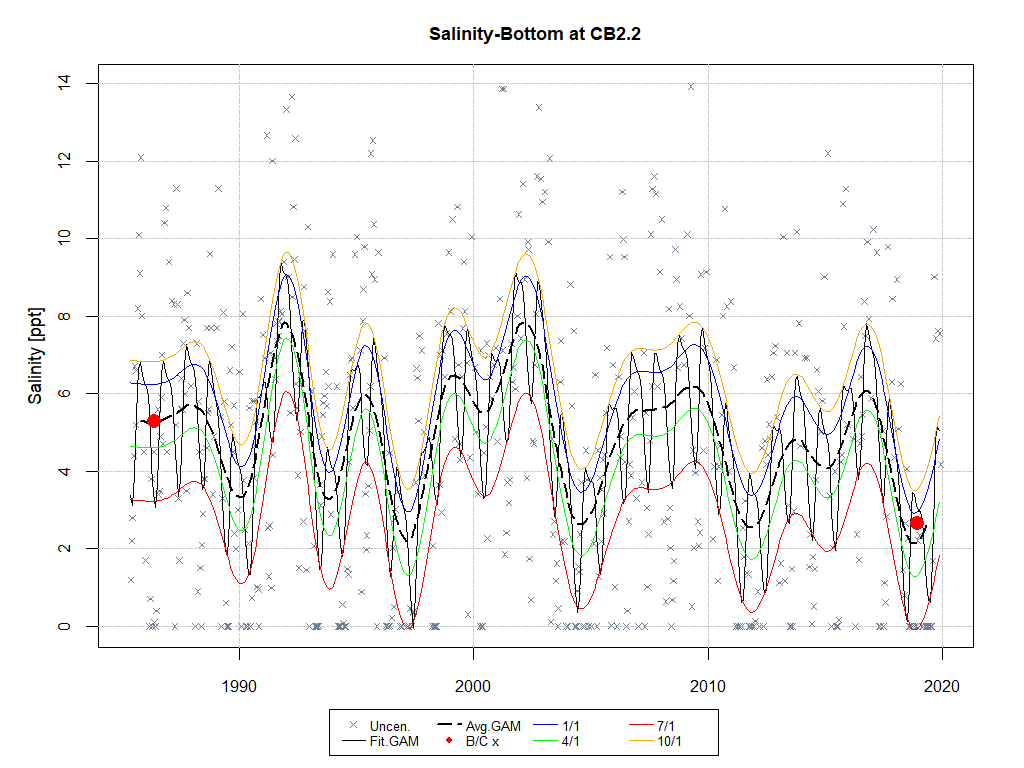 Salinity-Bottom at CB2.2
14
12
10
8
6
4
2
0
Salinity [ppt]
1990 2000 2010 2020
Uncen. Avg.GAM 1/1 7/1
Fit.GAM B/C x 4/1 10/1